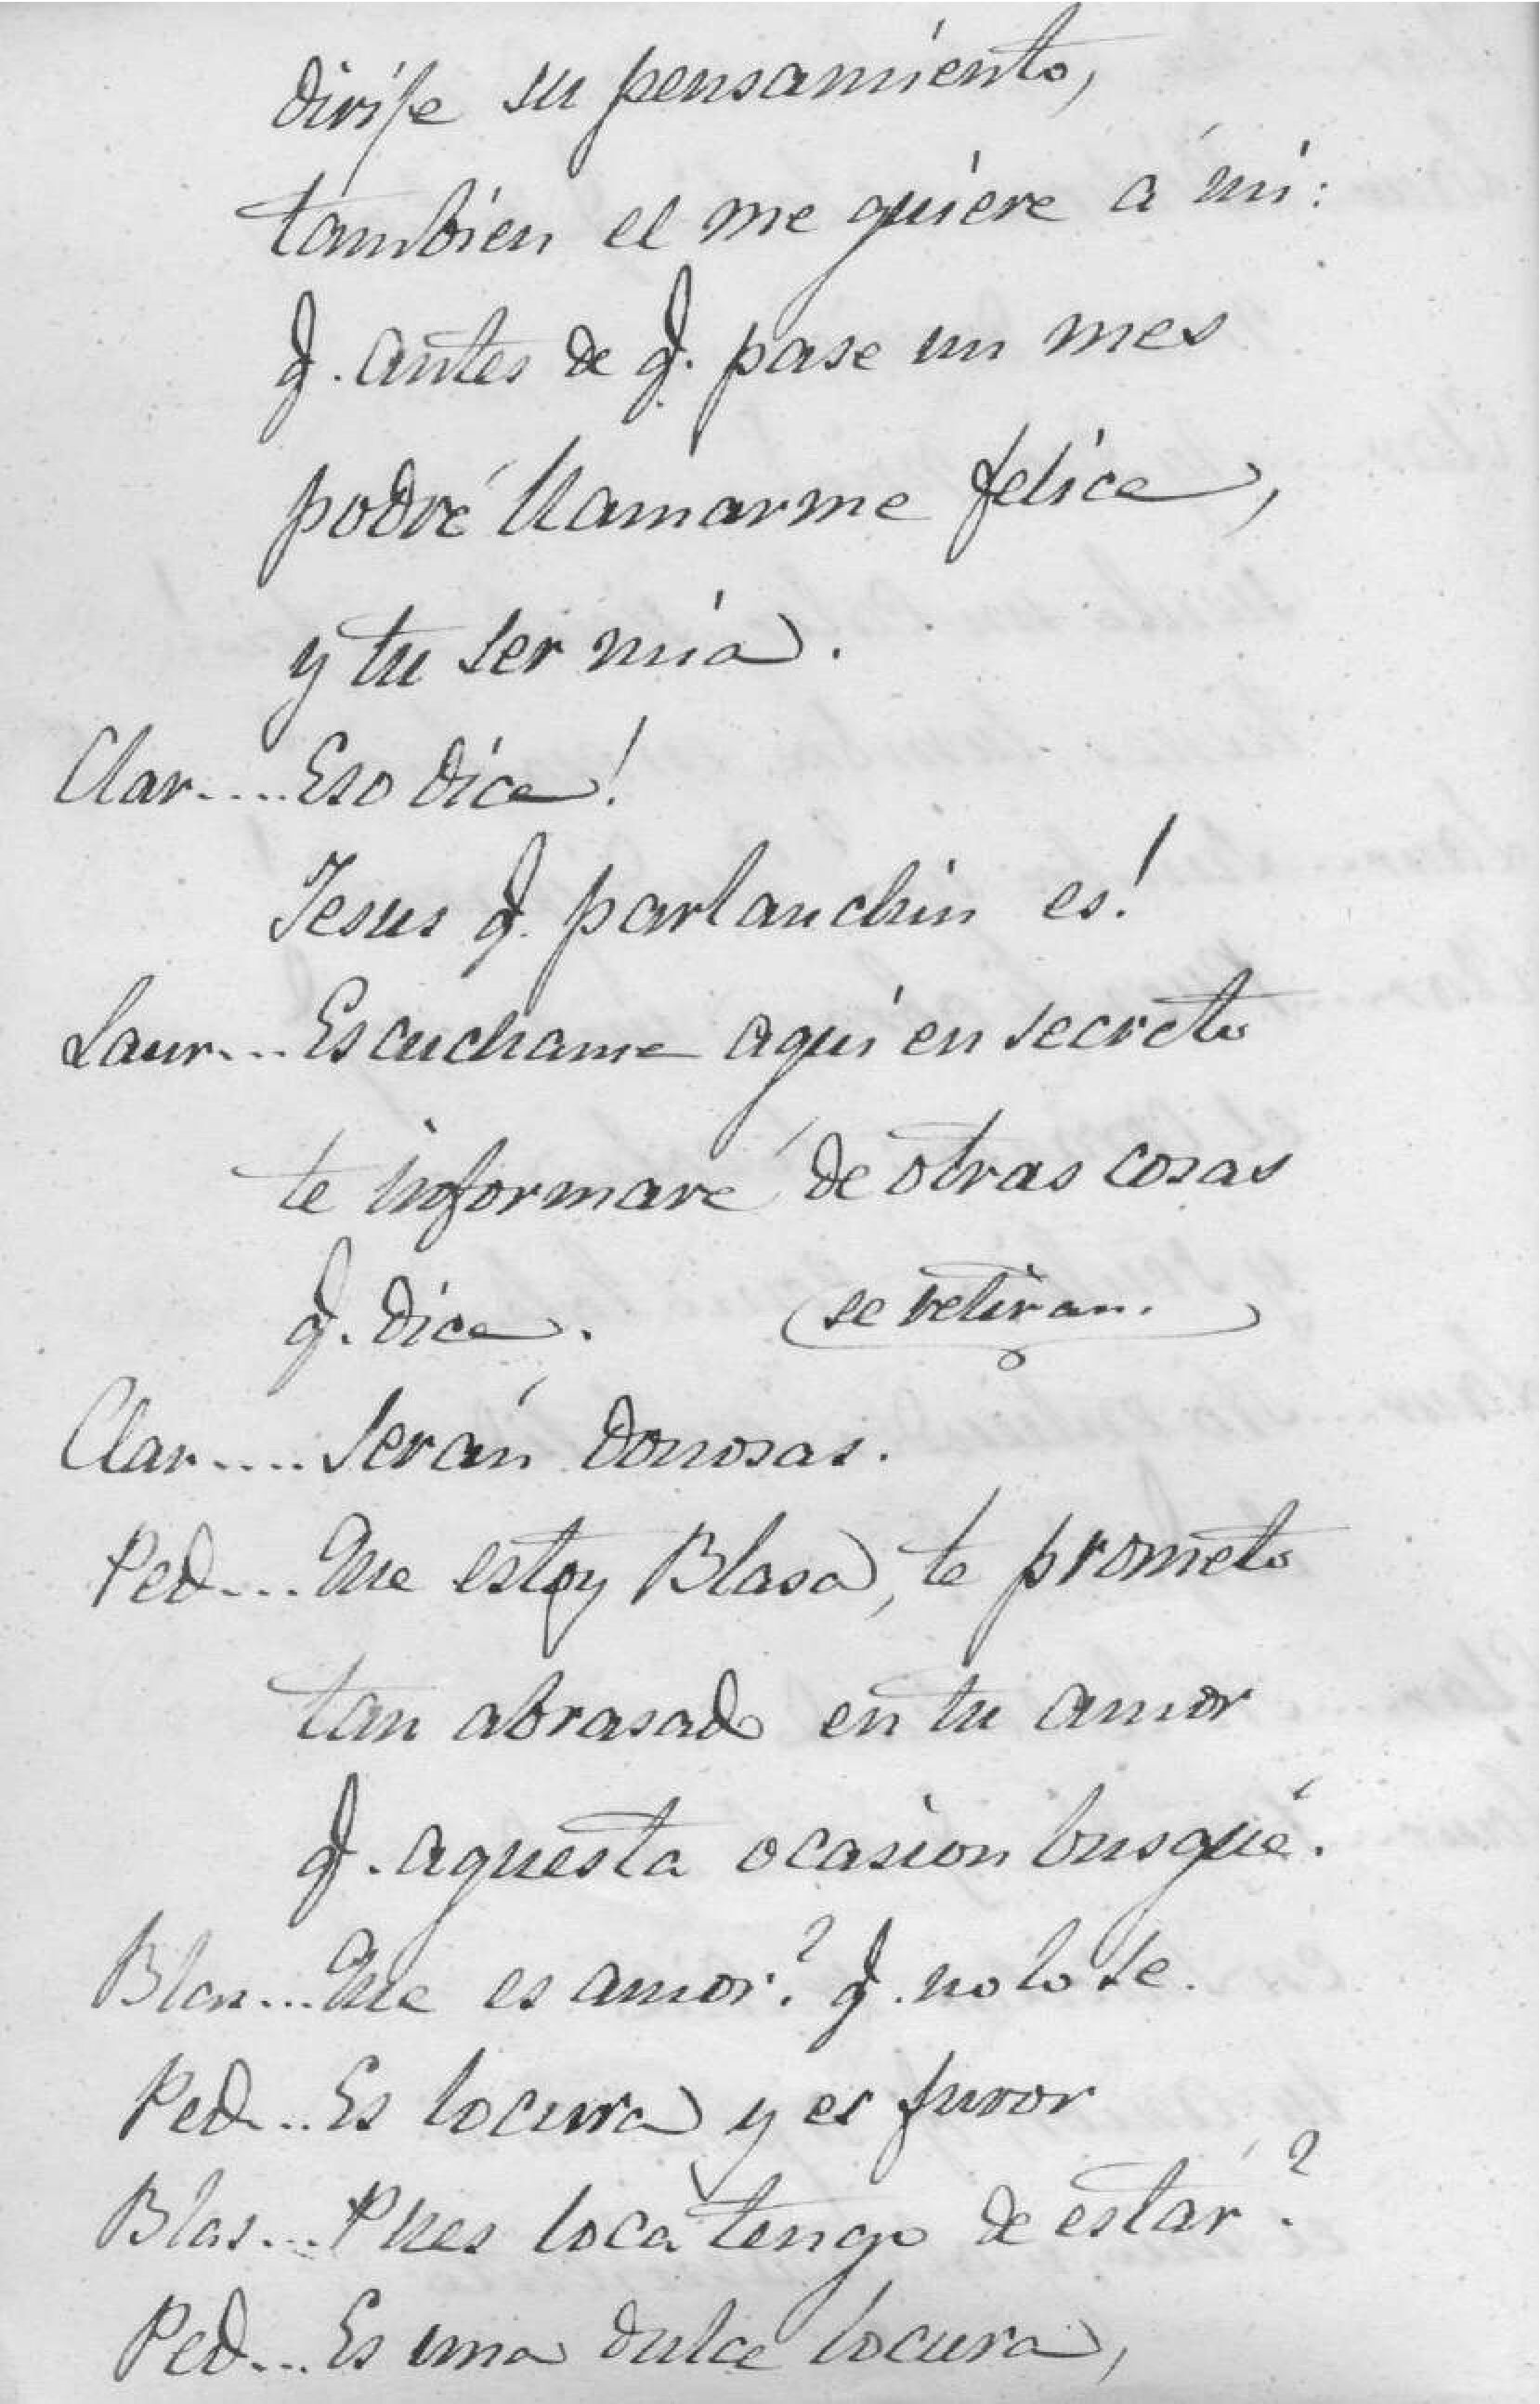 dirije su pensamiento,
tambien el me quiere a mi:
q. antes de q. pase un mes
podré llamarme felice,
y tu ser mia.
Clar.... Eso dice!
Jesus q. parlanchin es!
Laur... Escuchame aqui en secreto
te informaré de otras cosas
q. dice. (se retiran.)
Clar.... Serán donosas.
Ped.... Que estoy Blasa, te prometo
tan abrasado en tu amor
q. aquesta ocasion busqué.
Blas... Que es amor? q. no lo se.
Ped... Es locura y es furor
Blas... Pues loca tengo de estar?
Ped... Es una dulce locura,